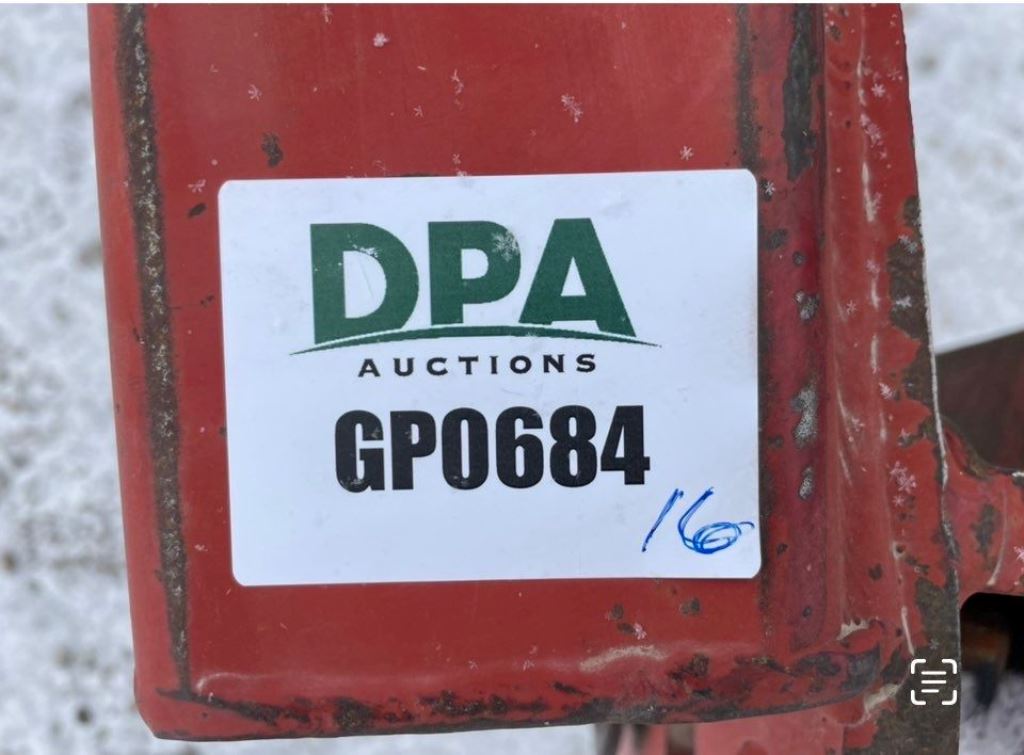 DPA
AUCTIONS
GP0684
16